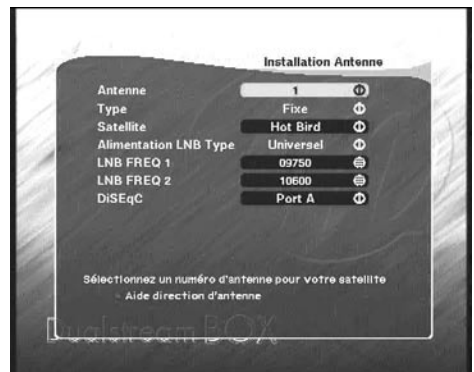 Installation Antenne
Antenne 1
Type Fixe
Satellite Hot Bird
Alimentation LNB Type Universel
LNB FREQ 1 09750
LNB FREQ 2 10600
DiSEqC Port A
Sélectionnez un numéro d'antenne pour votre satellite
Aide direction d'antenne
Dualstream BOX